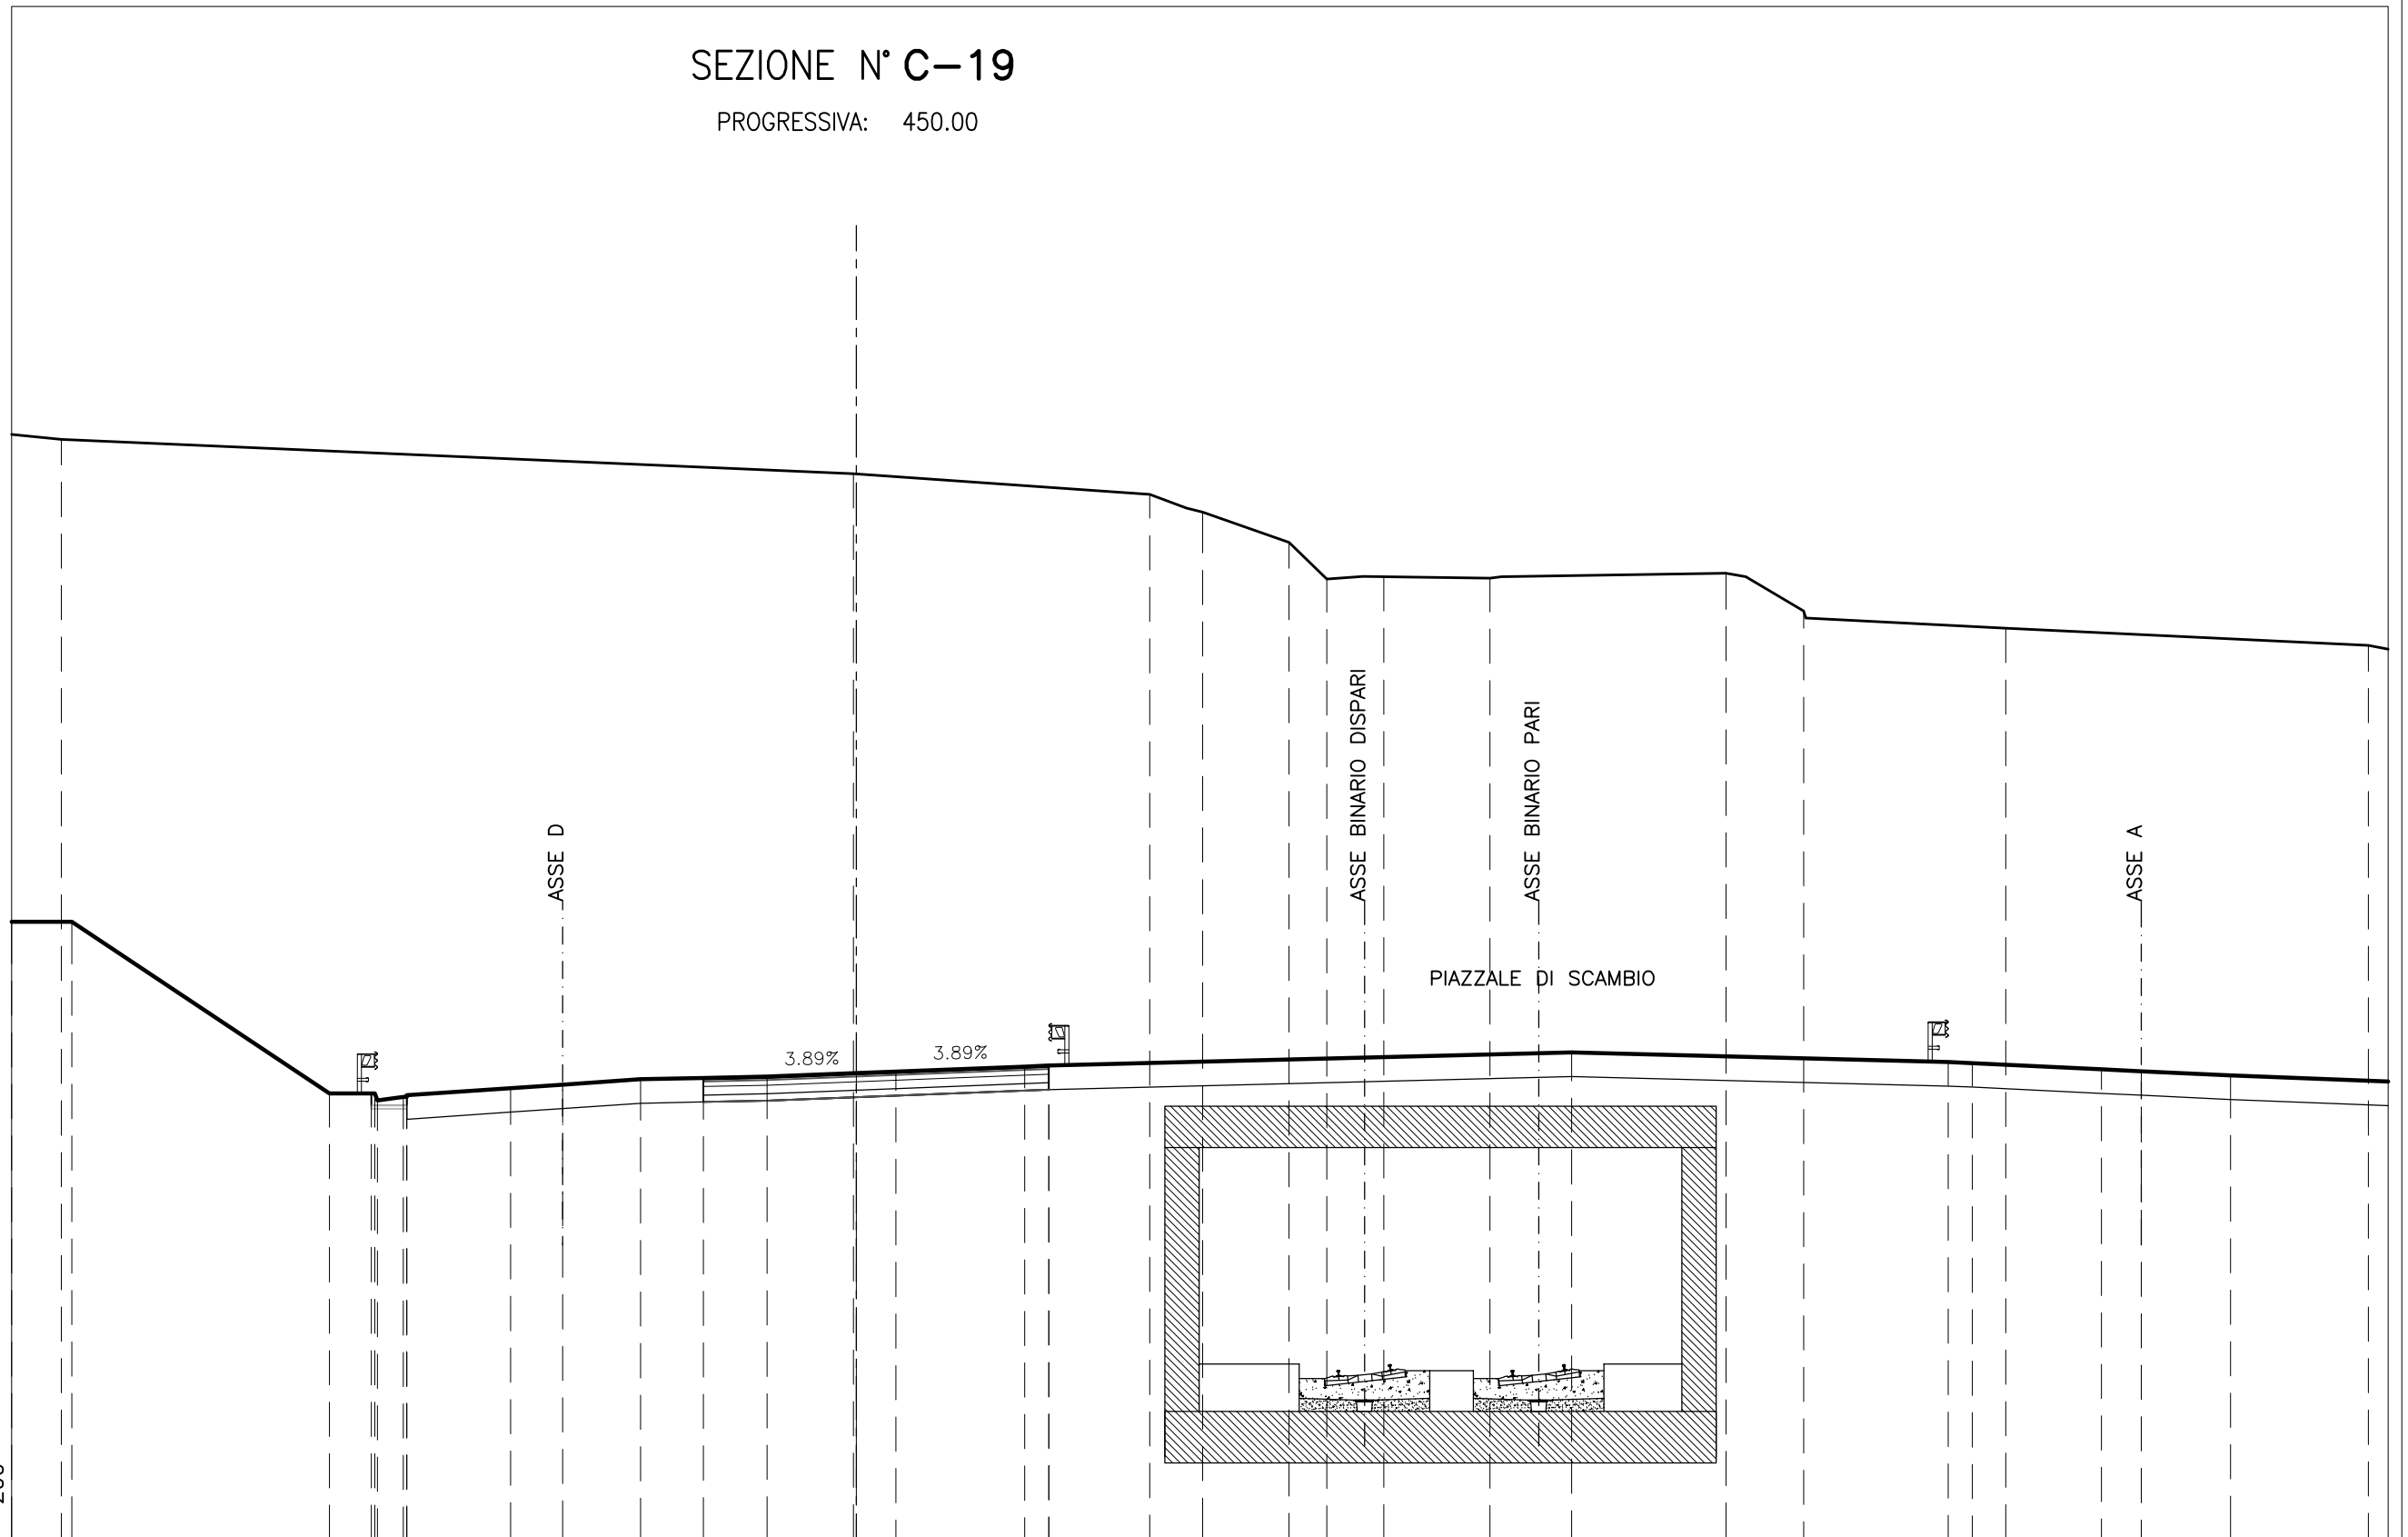 SEZIONE N° C-19
PROGRESSIVA: 450.00
ASSE D
ASSE BINARIO DISPARI
ASSE BINARIO PARI
ASSE A
PIAZZALE DI SCAMBIO
3.89%
3.89%